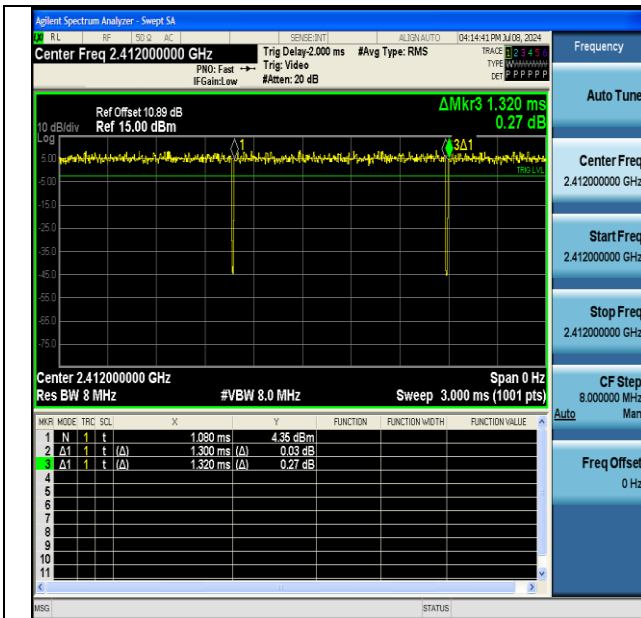 Agilent Spectrum Analyzer - Swept SA
RL RF 50 Ω AC SENSE:INT ALIGN AUTO 04:14:41 PM Jul 08, 2024
Center Freq 2.412000000 GHz Trig Delay-2.000 ms #Avg Type: RMS TRACE 1 2 3 4 5 6
PNO: Fast Trig: Video TYPE WWWWWW
IFGain:Low #Atten: 20 dB DET P P P P P P
Frequency
Auto Tune
Center Freq
2.412000000 GHz
Start Freq
2.412000000 GHz
Stop Freq
2.412000000 GHz
CF Step
8.000000 MHz
Auto Man
Freq Offset
0 Hz
Ref Offset 10.89 dB ΔMkr3 1.320 ms
10 dB/div Ref 15.00 dBm 0.27 dB
Log
5.00
-5.00
-15.0
-25.0
-35.0
-45.0
-55.0
-65.0
-75.0
1
3Δ1
TRIG LVL
Center 2.412000000 GHz Span 0 Hz
Res BW 8 MHz #VBW 8.0 MHz Sweep 3.000 ms (1001 pts)
MKR MODE TRC SCL X Y FUNCTION FUNCTION WIDTH FUNCTION VALUE
1 N 1 t 1.080 ms 4.35 dBm
2 Δ1 1 t (Δ) 1.300 ms (Δ) 0.03 dB
3 Δ1 1 t (Δ) 1.320 ms (Δ) 0.27 dB
4
5
6
7
8
9
10
11
MSG STATUS